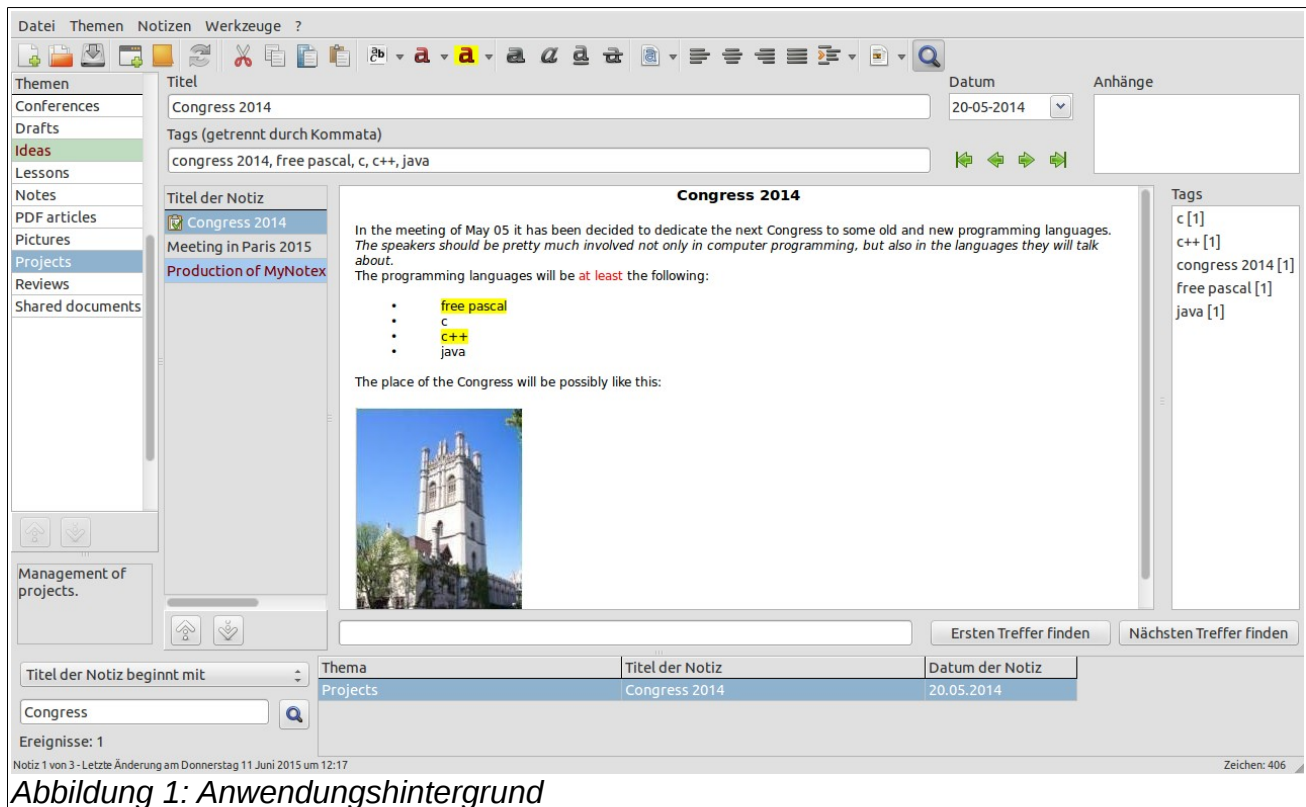 Datei Themen Notizen Werkzeuge ?
Themen
Conferences
Drafts
Ideas
Lessons
Notes
PDF articles
Pictures
Projects
Reviews
Shared documents
Management of
projects.
Titel
Congress 2014
Tags (getrennt durch Kommata)
congress 2014, free pascal, c, c++, java
Datum
20-05-2014
Anhänge
Titel der Notiz
Congress 2014
Meeting in Paris 2015
Production of MyNotex
Congress 2014
In the meeting of May 05 it has been decided to dedicate the next Congress to some old and new programming languages.
The speakers should be pretty much involved not only in computer programming, but also in the languages they will talk
about.
The programming languages will be at least the following:
• free pascal
• c
• c++
• java
The place of the Congress will be possibly like this:
Tags
c [1]
c++ [1]
congress 2014 [1]
free pascal [1]
java [1]
Ersten Treffer finden Nächsten Treffer finden
Titel der Notiz beginnt mit
Congress
Ereignisse: 1
Thema Titel der Notiz Datum der Notiz
Projects Congress 2014 20.05.2014
Notiz 1 von 3 - Letzte Änderung am Donnerstag 11 Juni 2015 um 12:17 Zeichen: 406
Abbildung 1: Anwendungshintergrund